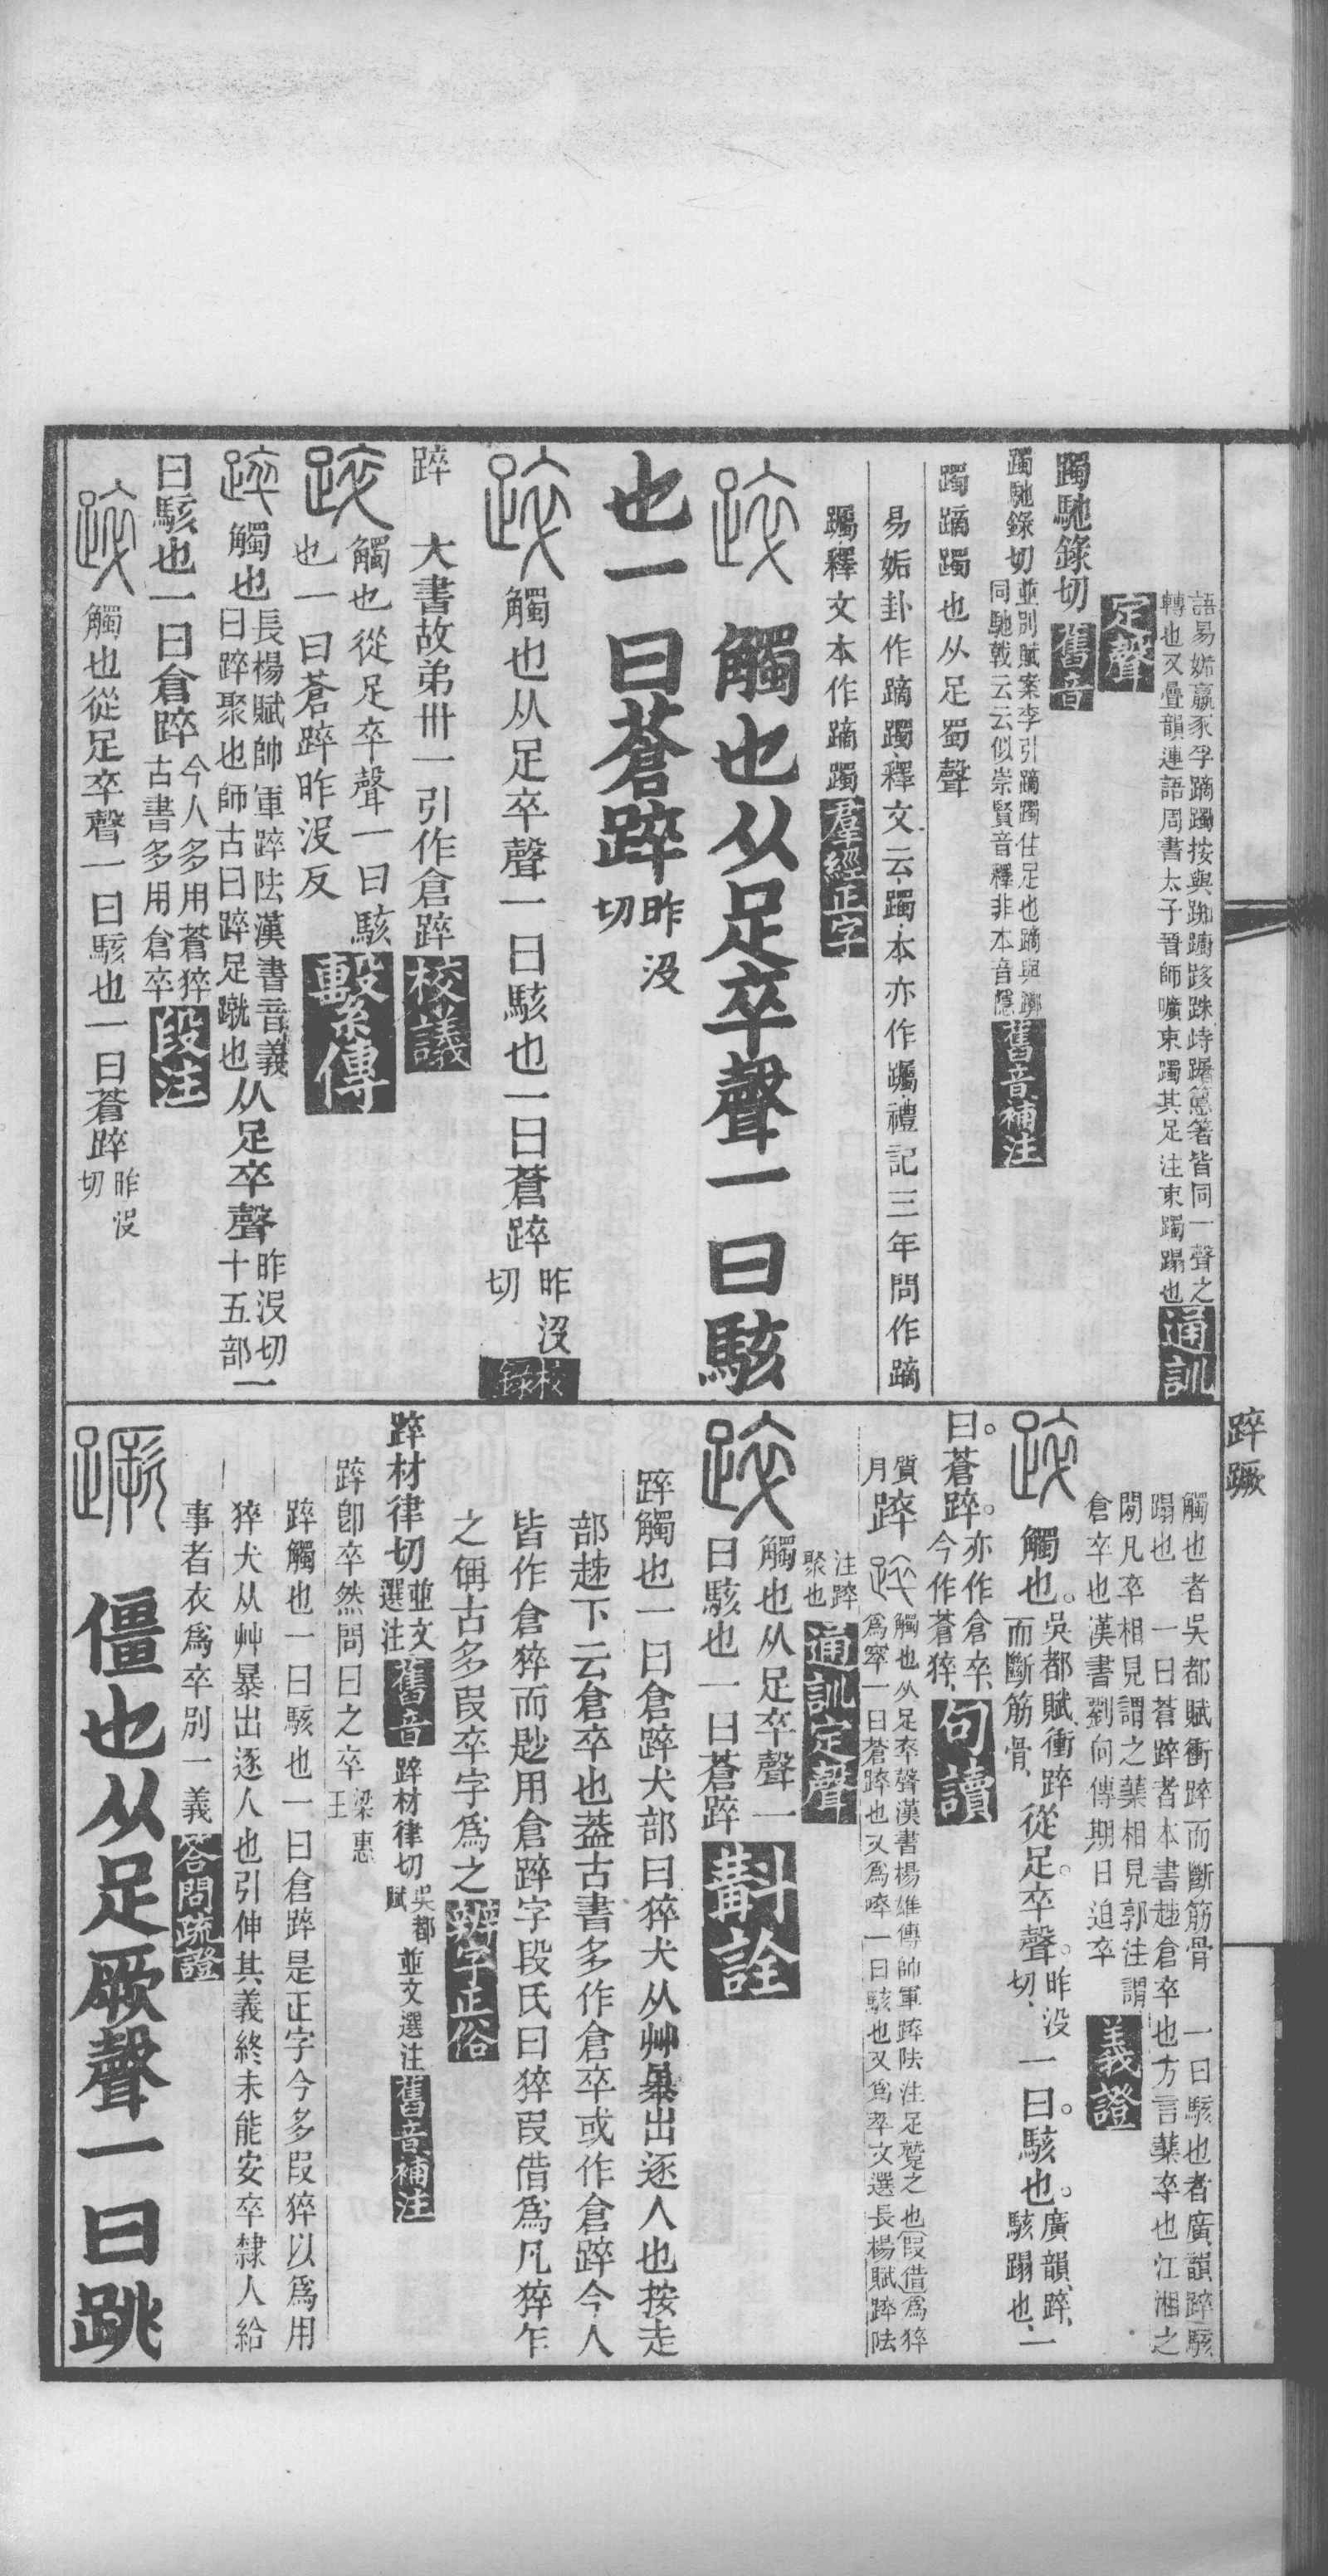 語易姤羸豕孚蹢躅按與跢跦峙皆同一聲之
轉也又疊韻連語周書太子晉師曠東躅其足注東躅蹋也
通訓
定聲
躅馳錄切舊音
躅馳錄切並別賦案李引蹢躅住足也蹢與躑
同馳戟云云似崇賢音釋非本音隱舊音補注
躅蹢躅也从足蜀聲
易姤卦作蹢躅釋文云躅本亦作躅禮記三年問作蹢
躅釋文本作蹢躅羣經正字
觸也从足卒聲一曰駭
也一曰蒼踤昨沒切
觸也从足卒聲一曰駭也一曰蒼踤昨沒切校錄
踤 大書故弟卅一引作倉踤校議
觸也從足卒聲一曰駭
也一曰蒼踤昨沒反繫傳
觸也長楊賦帥軍踤阹漢書音義
曰踤聚也師古曰踤足蹴也从足卒聲昨沒切十五部一
曰駭也一曰倉踤今人多用蒼猝
古書多用倉卒段注
觸也從足卒聲一曰駭也一曰蒼踤昨沒切
踤蹶
觸也者吳都賦衝踤而斷筋骨 一曰駭也者廣韻踤駭
蹋也 一曰蒼踤者本書趚倉卒也方言蘃卒也江湘之
閒凡卒相見謂之蘃相見郭注謂
倉卒也漢書劉向傳期日迫卒義證
觸也吳都賦衝踤
而斷筋骨從足卒聲昨沒切一曰駭也廣韻踤一
駭蹋也一
曰蒼踤亦作倉卒
今作蒼猝句讀
質
月踤觸也从足卒聲漢書楊雄傳帥軍踤阹注足蹵之也假借爲猝
爲窣一曰蒼踤也又爲啐一曰駭也又爲萃文選長楊賦踤阹
注踤
聚也通訓定聲
觸也从足卒聲一
曰駭也一曰蒼踤斠詮
踤觸也一曰倉踤犬部曰猝犬从艸暴出逐人也按走
部趚下云倉卒也葢古書多作倉卒或作倉踤今人
皆作倉猝而尟用倉踤字段氏曰猝叚借爲凡猝乍
之偁古多叚卒字爲之辨字正俗
踤材律切並文選注舊音 踤材律切吳都賦並文選注舊音補注
踤卽卒然問曰之卒梁惠王
踤觸也一曰駭也一曰倉踤是正字今多叚猝以爲用
猝犬从艸暴出逐人也引伸其義終未能安卒隸人給
事者衣爲卒別一義答問疏證
僵也从足厥聲一曰跳